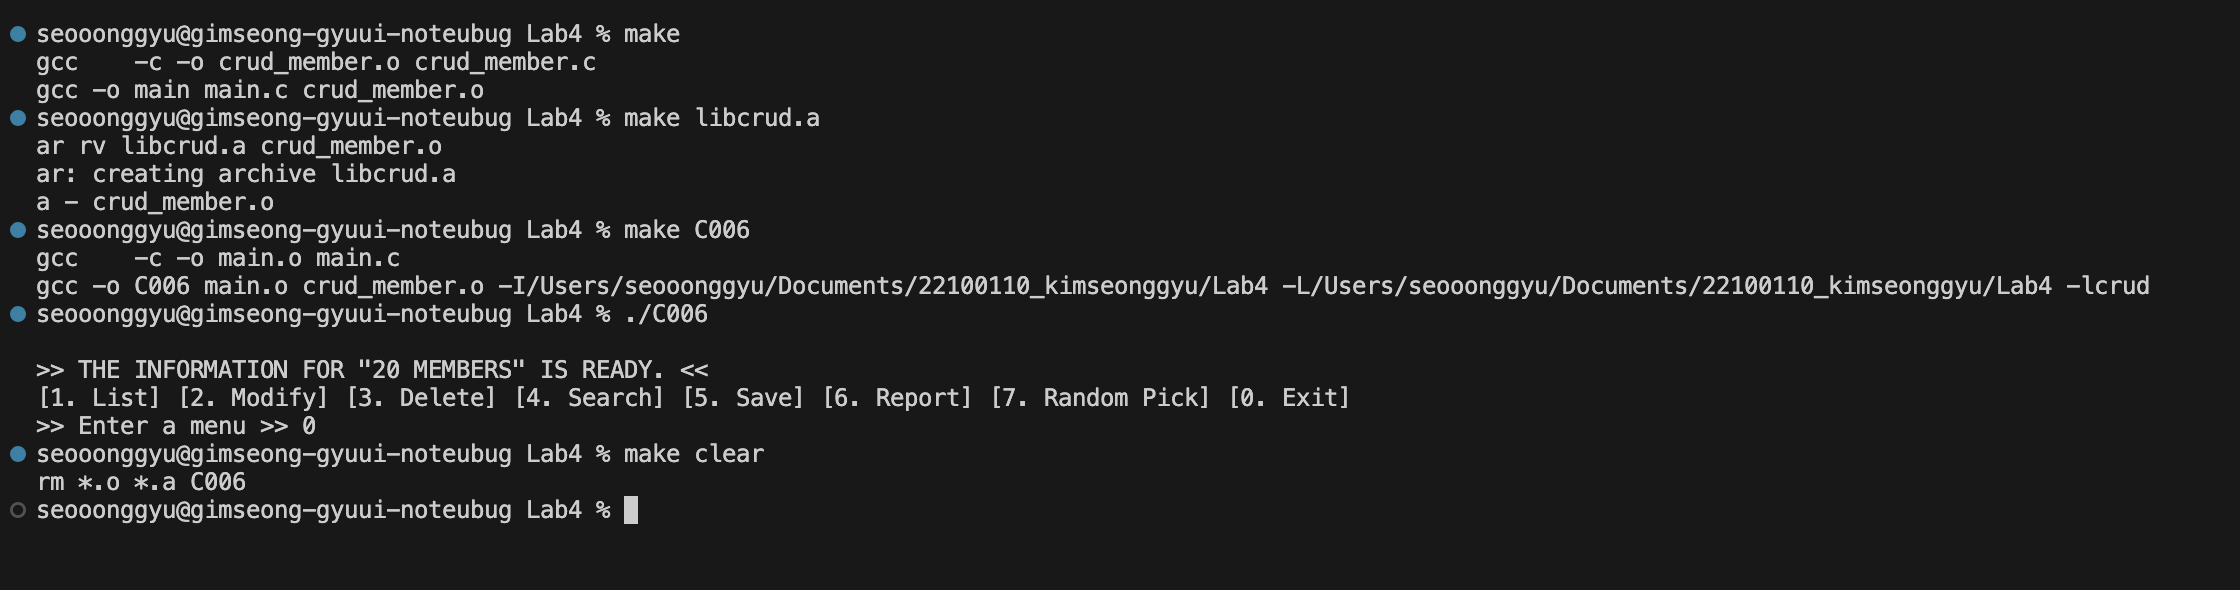 seooonggyu@gimseong-gyuui-noteubug Lab4 % make
gcc    -c -o crud_member.o crud_member.c
gcc -o main main.c crud_member.o
seooonggyu@gimseong-gyuui-noteubug Lab4 % make libcrud.a
ar rv libcrud.a crud_member.o
ar: creating archive libcrud.a
a - crud_member.o
seooonggyu@gimseong-gyuui-noteubug Lab4 % make C006
gcc    -c -o main.o main.c
gcc -o C006 main.o crud_member.o -I/Users/seooonggyu/Documents/22100110_kimseonggyu/Lab4 -L/Users/seooonggyu/Documents/22100110_kimseonggyu/Lab4 -lcrud
seooonggyu@gimseong-gyuui-noteubug Lab4 % ./C006
>> THE INFORMATION FOR "20 MEMBERS" IS READY. <<
[1. List] [2. Modify] [3. Delete] [4. Search] [5. Save] [6. Report] [7. Random Pick] [0. Exit]
>> Enter a menu >> 0
seooonggyu@gimseong-gyuui-noteubug Lab4 % make clear
rm *.o *.a C006
seooonggyu@gimseong-gyuui-noteubug Lab4 %